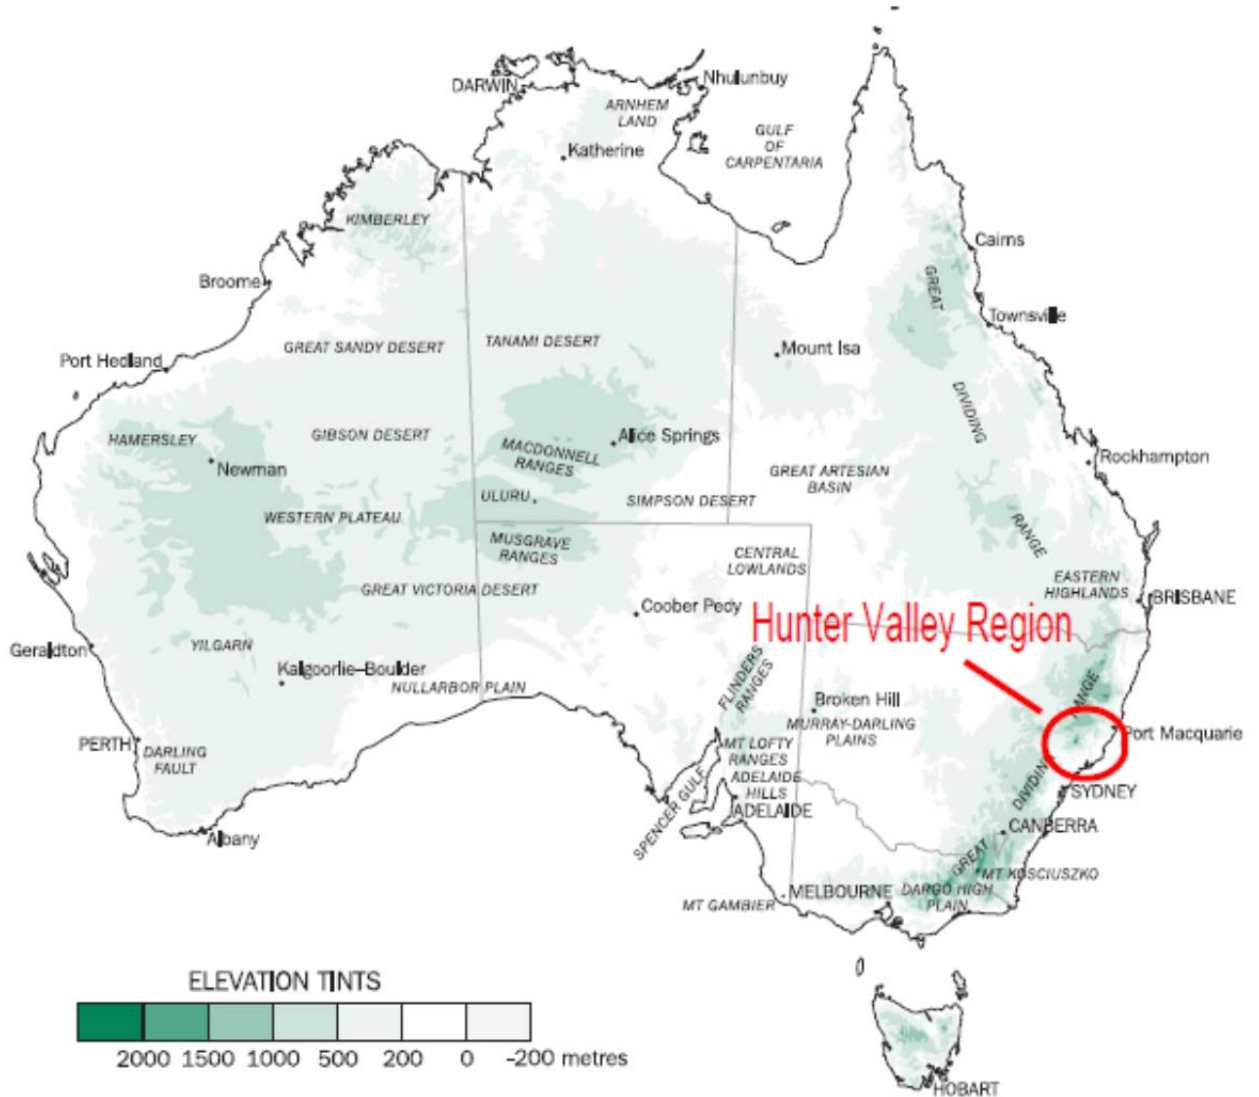 DARWIN
Nhulunbuy
ARNHEM
LAND
GULF
OF
CARPENTARIA
Katherine
KIMBERLEY
Cairns
Broome
GREAT
Townsville
GREAT SANDY DESERT
TANAMI DESERT
Mount Isa
Port Hedland
DIVIDING
HAMERSLEY
GIBSON DESERT
Alice Springs
MACDONNELL
RANGES
Newman
Rockhampton
GREAT ARTESIAN
BASIN
ULURU
SIMPSON DESERT
WESTERN PLATEAU
RANGE
MUSGRAVE
RANGES
CENTRAL
LOWLANDS
GREAT VICTORIA DESERT
EASTERN
HIGHLANDS
BRISBANE
Coober Pedy
Hunter Valley Region
Geraldton
YILGARN
Kalgoorlie–Boulder
NULLARBOR PLAIN
FLINDERS
RANGES
RANGE
Broken Hill
MURRAY-DARLING
PLAINS
Port Macquarie
PERTH
DARLING
FAULT
MT LOFTY
RANGES
ADELAIDE
HILLS
DIVIDING
SYDNEY
SPENCER GULF
ADELAIDE
Albany
CANBERRA
GREAT
MT KOSCIUSZKO
MELBOURNE
DARGO HIGH
PLAIN
MT GAMBIER
ELEVATION TINTS
2000 1500 1000 500 200 0 -200 metres
HOBART